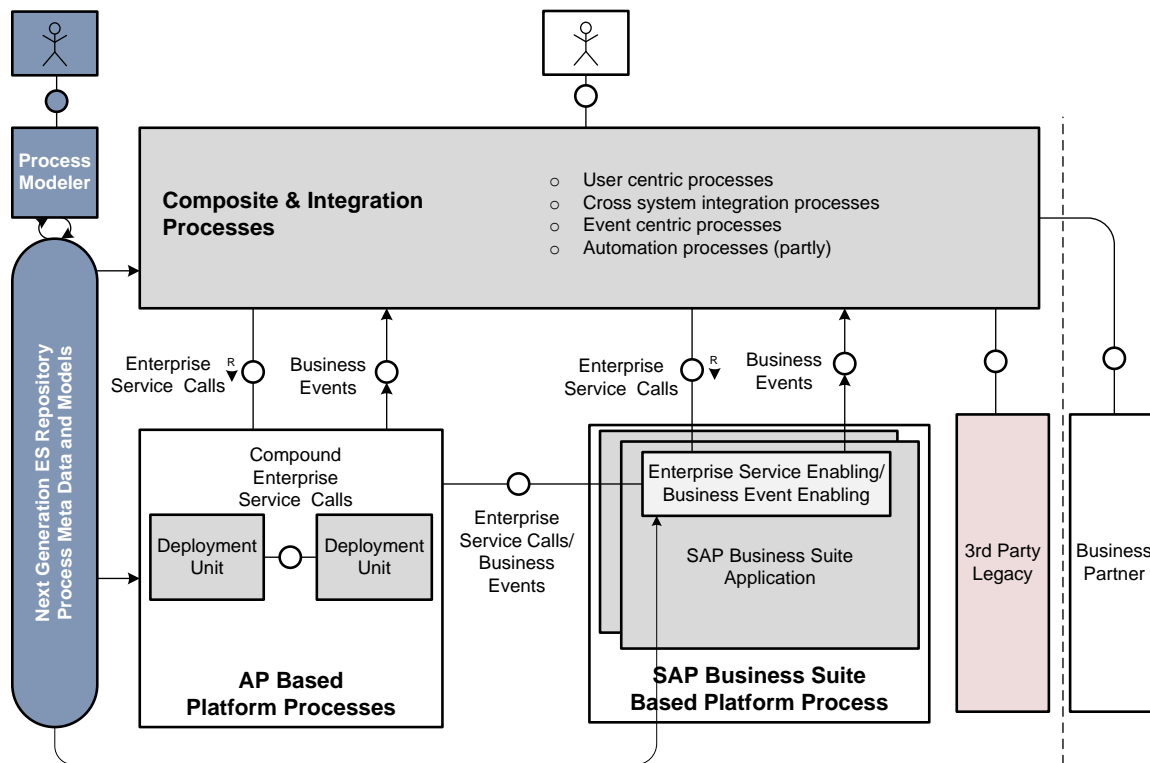 Process
Modeler
Next Generation ES Repository
Process Meta Data and Models
Composite & Integration
Processes
o User centric processes
o Cross system integration processes
o Event centric processes
o Automation processes (partly)
Enterprise
Service Calls
R
Business
Events
Enterprise
Service Calls
R
Business
Events
Compound
Enterprise
Service Calls
Deployment
Unit
Deployment
Unit
AP Based
Platform Processes
Enterprise
Service Calls/
Business
Events
Enterprise Service Enabling/
Business Event Enabling
SAP Business Suite
Application
SAP Business Suite
Based Platform Process
3rd Party
Legacy
Business
Partner